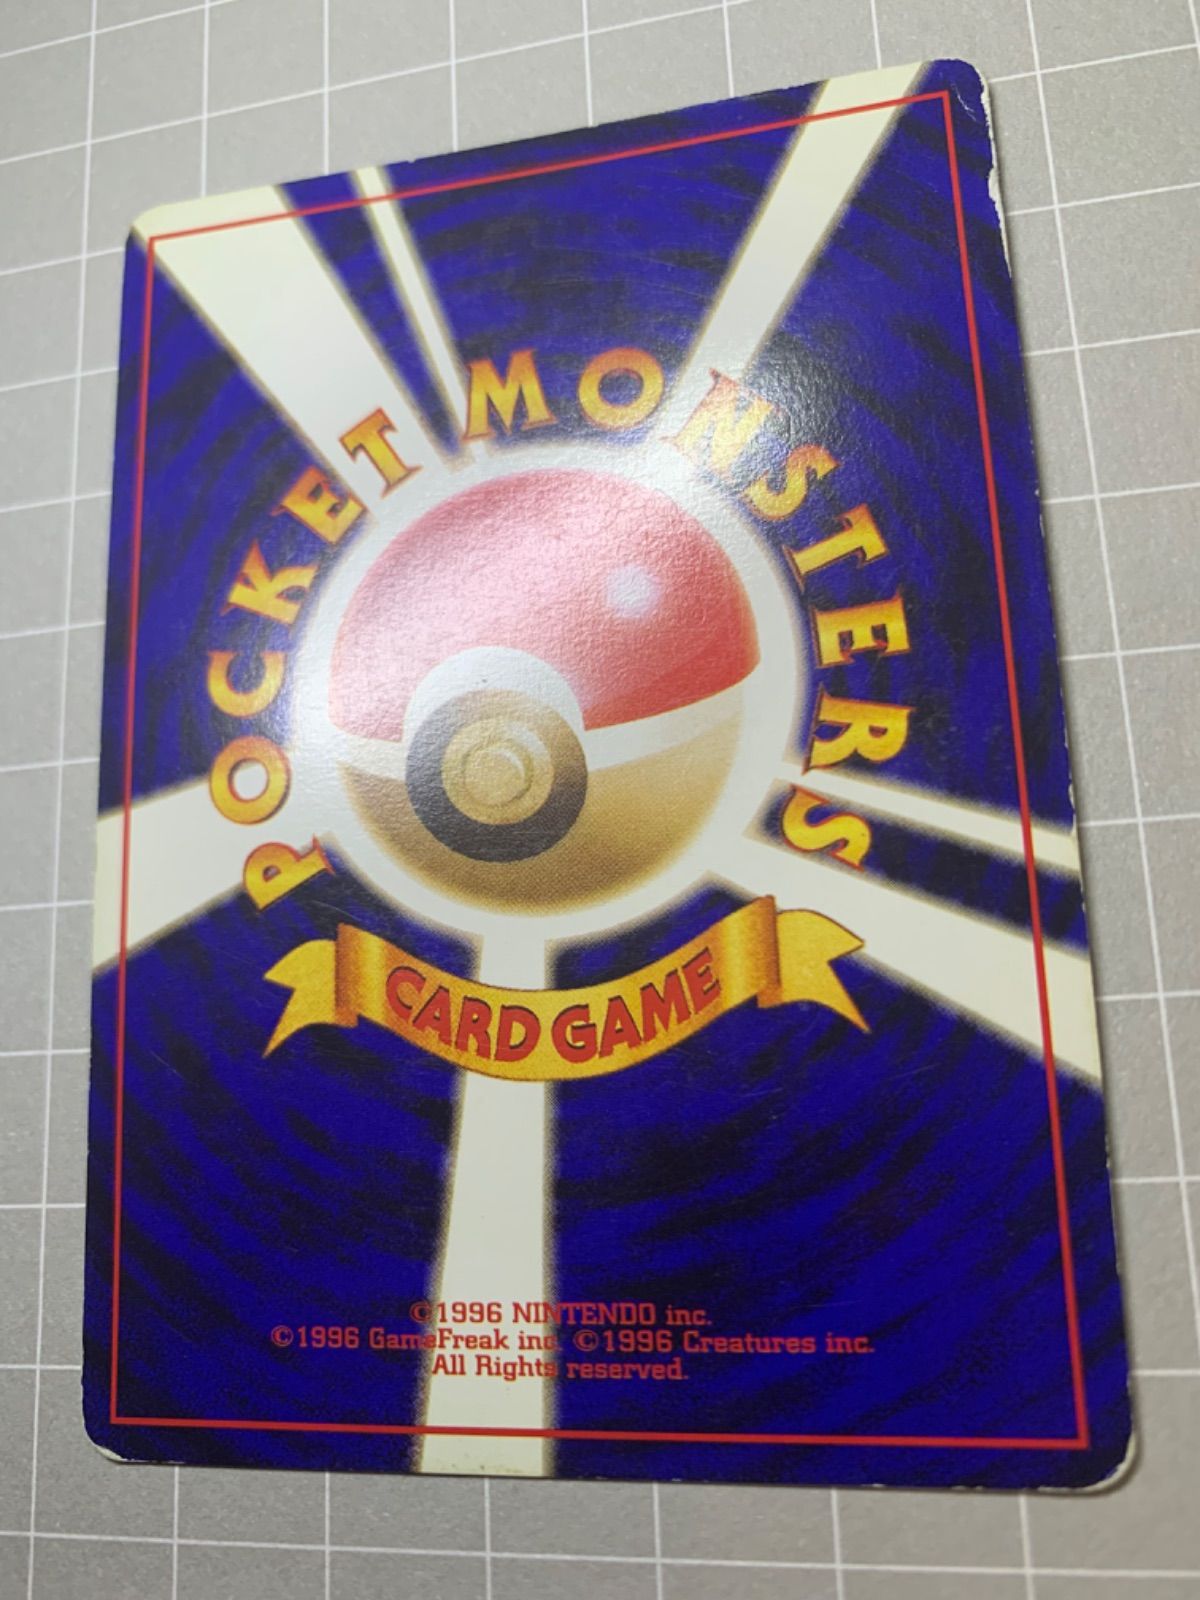 POCKET MONSTERS
CARD GAME
©1996 NINTENDO inc.
©1996 GameFreak inc. ©1996 Creatures inc.
All Rights reserved.